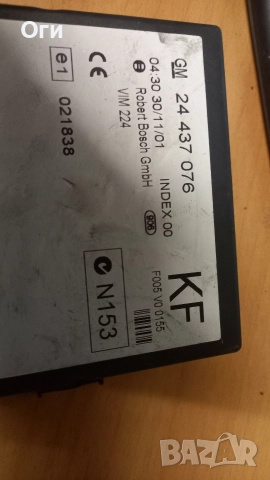 Оги
GM 24 437 076
INDEX 00
04:30 30/11/01
Robert Bosch GmbH
VIM 224
e1
021838
CE
KF
F005 V0 0155
N153
bazar.bg